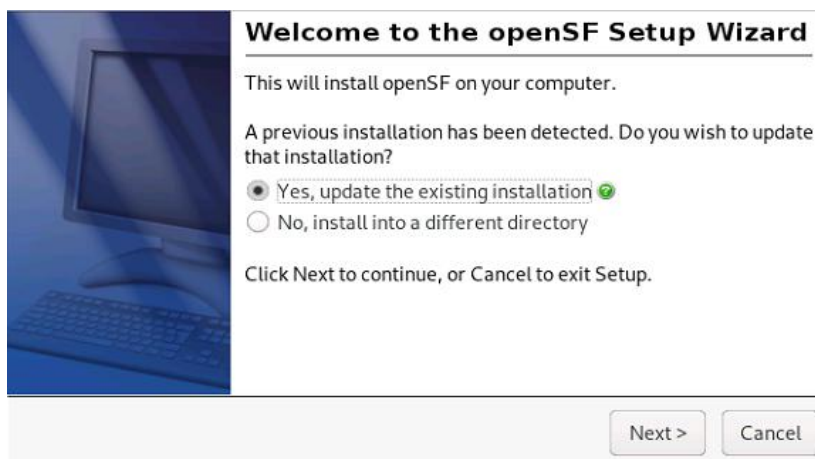 Welcome to the openSF Setup Wizard
This will install openSF on your computer.
A previous installation has been detected. Do you wish to update
that installation?
Yes, update the existing installation
No, install into a different directory
Click Next to continue, or Cancel to exit Setup.
Next >
Cancel